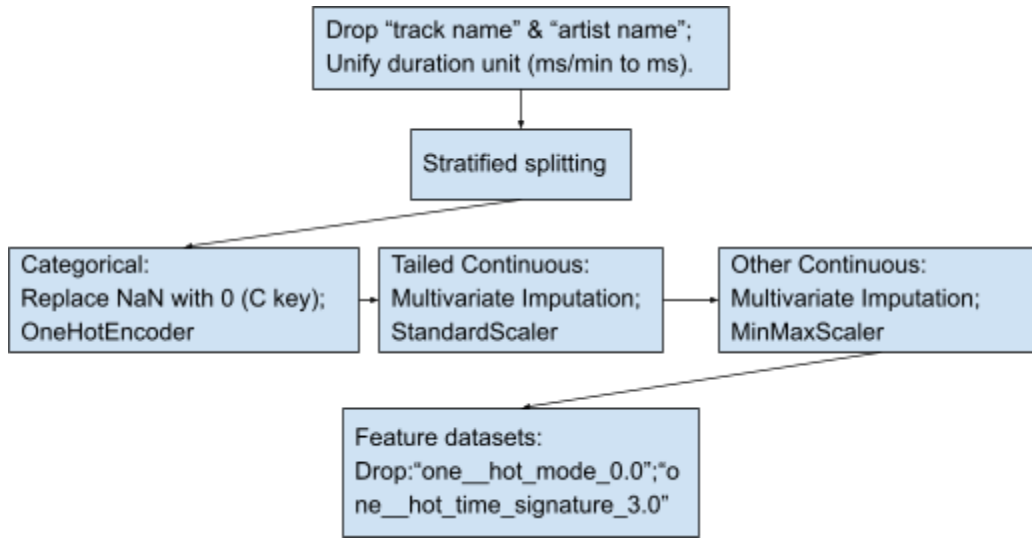 Drop “track name” & “artist name”;
Unify duration unit (ms/min to ms).
Stratified splitting
Categorical:
Replace NaN with 0 (C key);
OneHotEncoder
Tailed Continuous:
Multivariate Imputation;
StandardScaler
Other Continuous:
Multivariate Imputation;
MinMaxScaler
Feature datasets:
Drop:“one__hot_mode_0.0”;“o
ne__hot_time_signature_3.0”